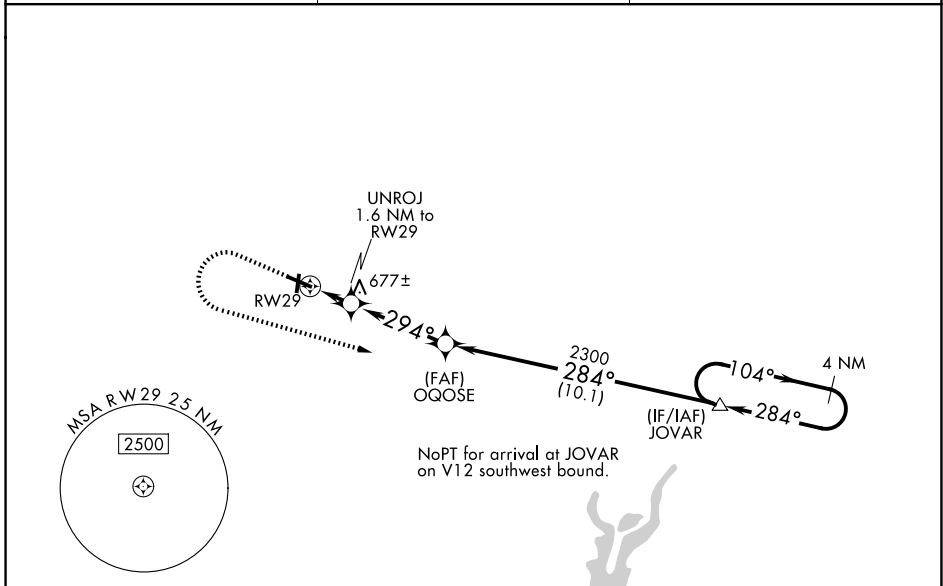 UNROJ
1.6 NM to
RW29
677±
RW29
294°
(FAF)
OQOSE
2300
284°
(10.1)
104°
4 NM
284°
(IF/IAF)
JOVAR
NoPT for arrival at JOVAR
on V12 southwest bound.
MSA RW29 25 NM
2500